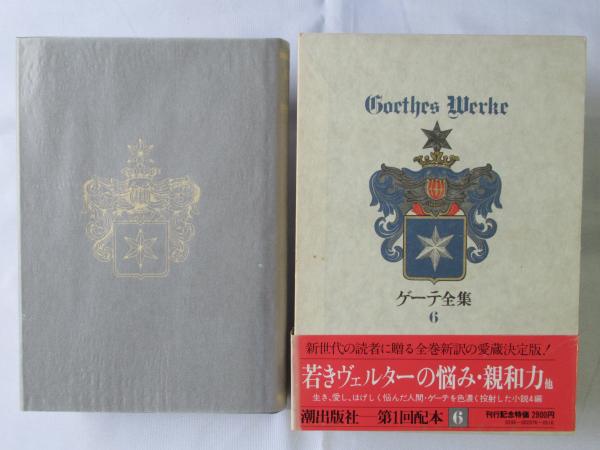 Goethes Werke
ゲーテ全集
6
新世代の読者に贈る全巻新訳の愛蔵決定版!
若きヴェルターの悩み・親和力 他
生き、愛し、はげしく悩んだ人間・ゲーテを色濃く投射した小説4編
潮出版社—第1回配本 6 刊行記念特価 2900円